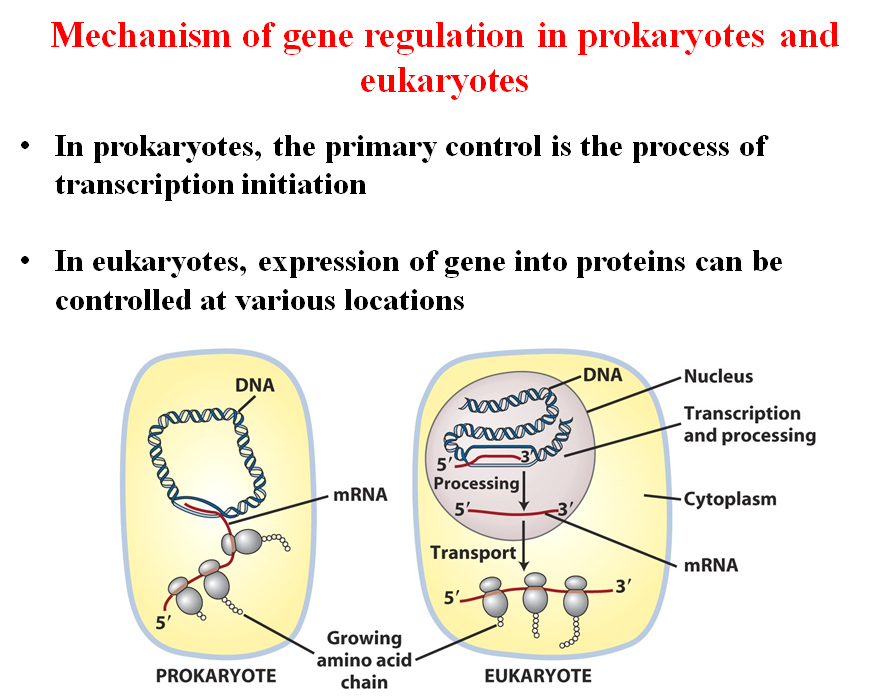 Mechanism of gene regulation in prokaryotes and
eukaryotes
• In prokaryotes, the primary control is the process of
transcription initiation
• In eukaryotes, expression of gene into proteins can be
controlled at various locations
DNA
mRNA
5′
PROKARYOTE
Growing
amino acid
chain
DNA
Nucleus
Transcription
and processing
5′
3′
Processing
5′
3′
Cytoplasm
Transport
mRNA
5′
3′
EUKARYOTE